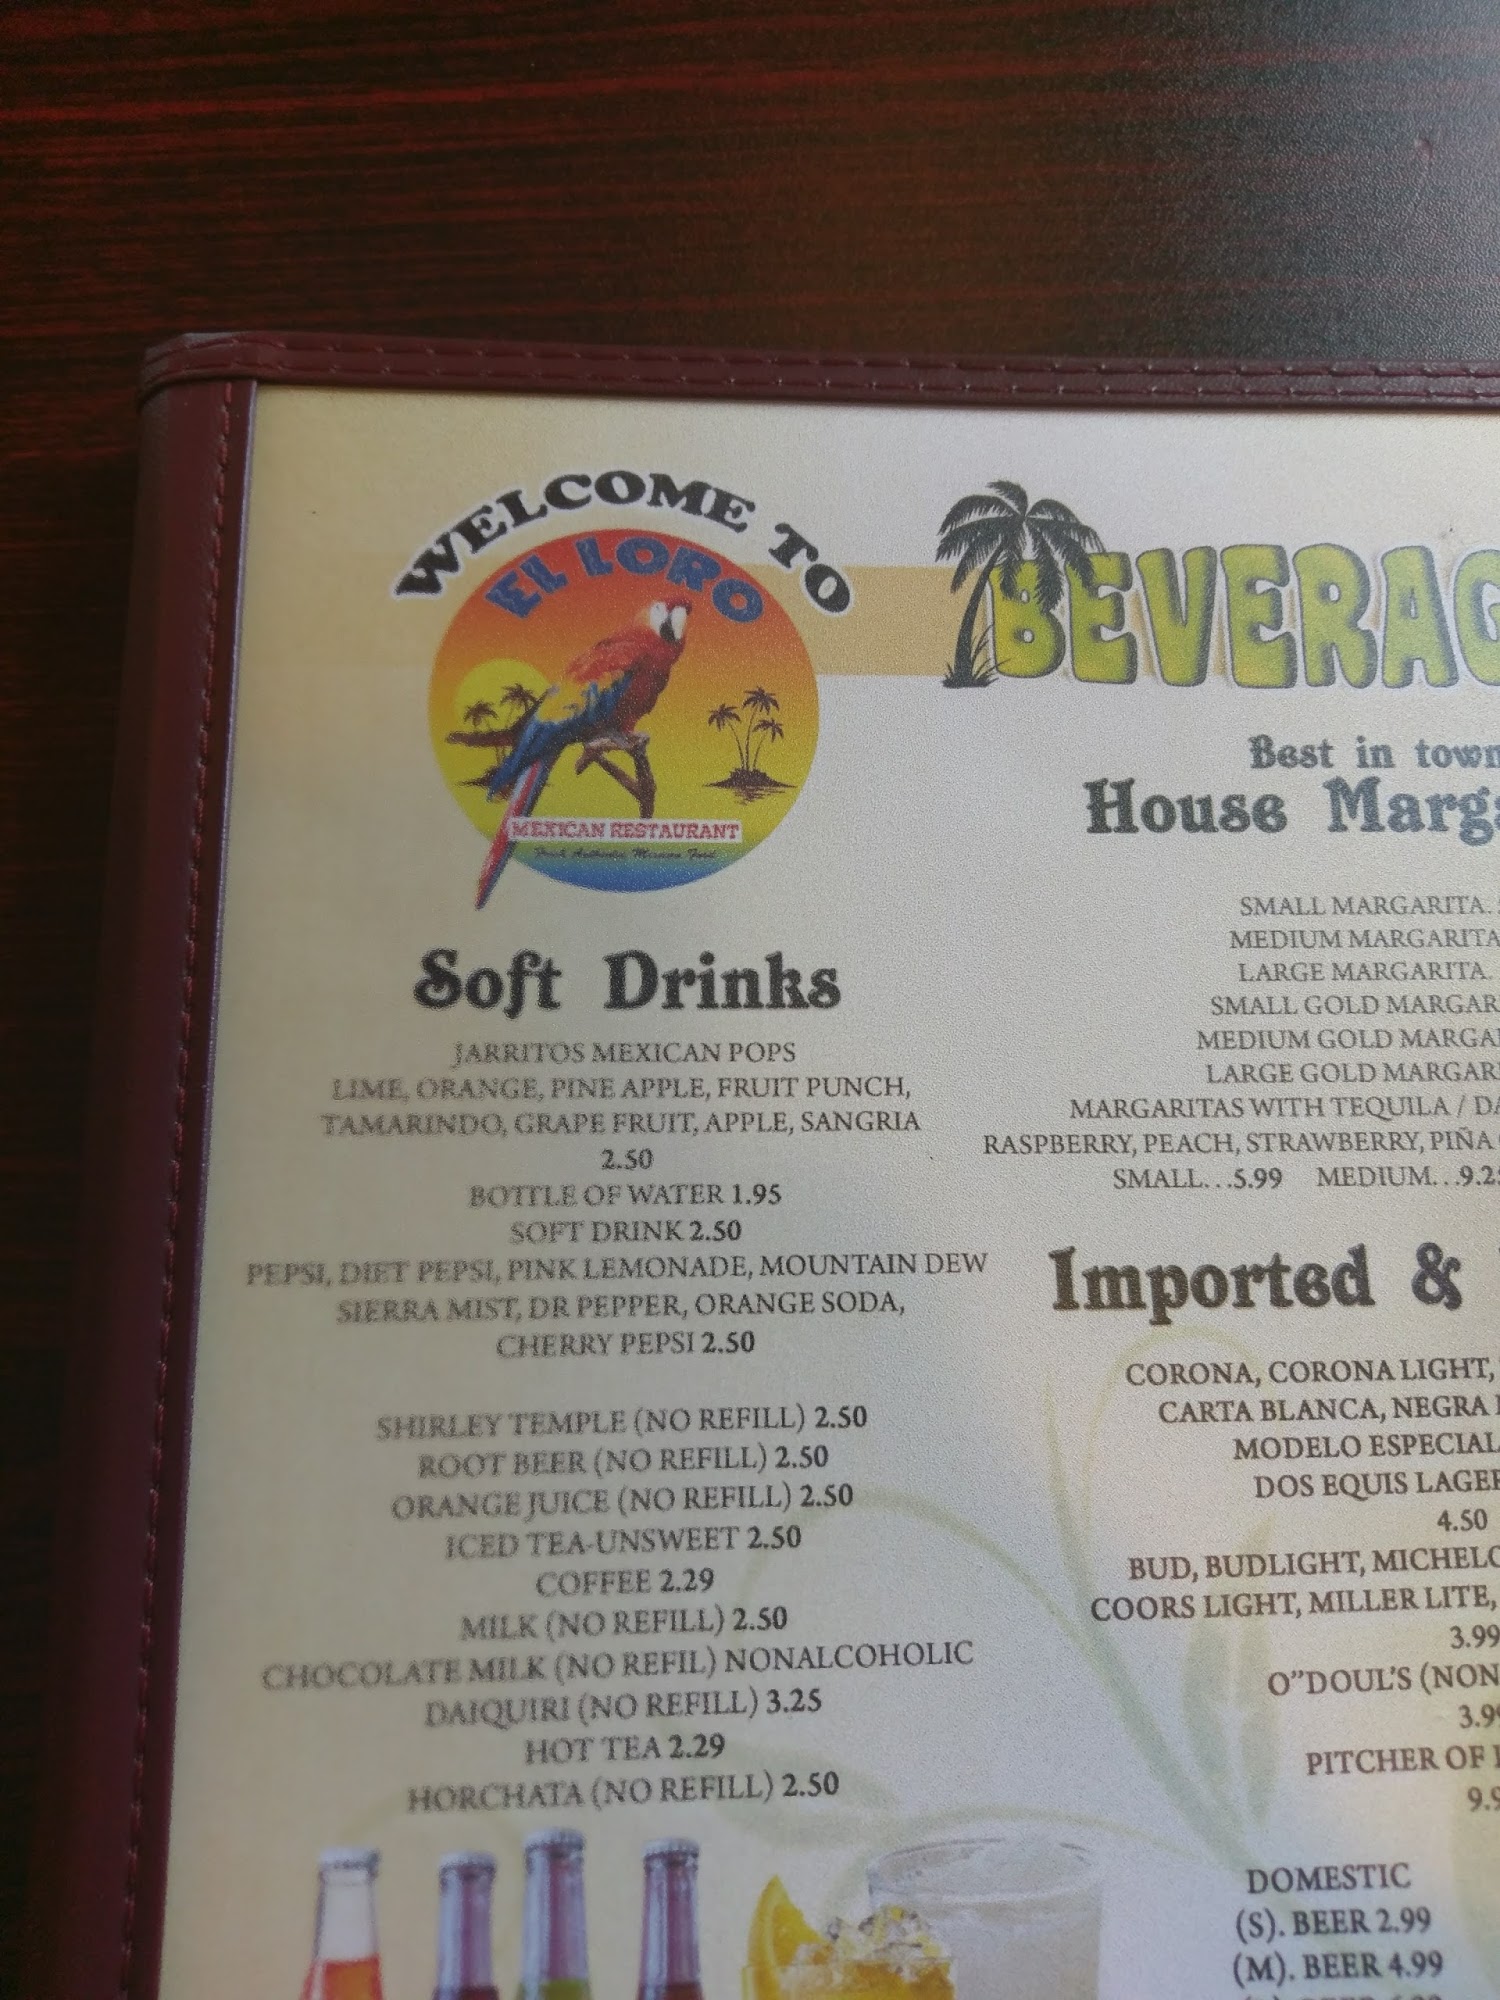 WELCOME TO
EL LORO
MEXICAN RESTAURANT
BEVERAG
Soft Drinks
JARRITOS MEXICAN POPS
LIME, ORANGE, PINE APPLE, FRUIT PUNCH,
TAMARINDO, GRAPE FRUIT, APPLE, SANGRIA
2.50
BOTTLE OF WATER 1.95
SOFT DRINK 2.50
PEPSI, DIET PEPSI, PINK LEMONADE, MOUNTAIN DEW
SIERRA MIST, DR PEPPER, ORANGE SODA,
CHERRY PEPSI 2.50
SHIRLEY TEMPLE (NO REFILL) 2.50
ROOT BEER (NO REFILL) 2.50
ORANGE JUICE (NO REFILL) 2.50
ICED TEA-UNSWEET 2.50
COFFEE 2.29
MILK (NO REFILL) 2.50
CHOCOLATE MILK (NO REFIL) NONALCOHOLIC
DAIQUIRI (NO REFILL) 3.25
HOT TEA 2.29
HORCHATA (NO REFILL) 2.50
Best in town
House Marga
SMALL MARGARITA.
MEDIUM MARGARITA
LARGE MARGARITA.
SMALL GOLD MARGAR
MEDIUM GOLD MARGA
LARGE GOLD MARGAR
MARGARITAS WITH TEQUILA / DA
RASPBERRY, PEACH, STRAWBERRY, PIÑA
SMALL...5.99 MEDIUM...9.25
Imported &
CORONA, CORONA LIGHT,
CARTA BLANCA, NEGRA
MODELO ESPECIAL
DOS EQUIS LAGER
4.50
BUD, BUDLIGHT, MICHELO
COORS LIGHT, MILLER LITE,
3.99
O”DOUL'S (NON
3.99
PITCHER OF
9.9
DOMESTIC
(S). BEER 2.99
(M). BEER 4.99